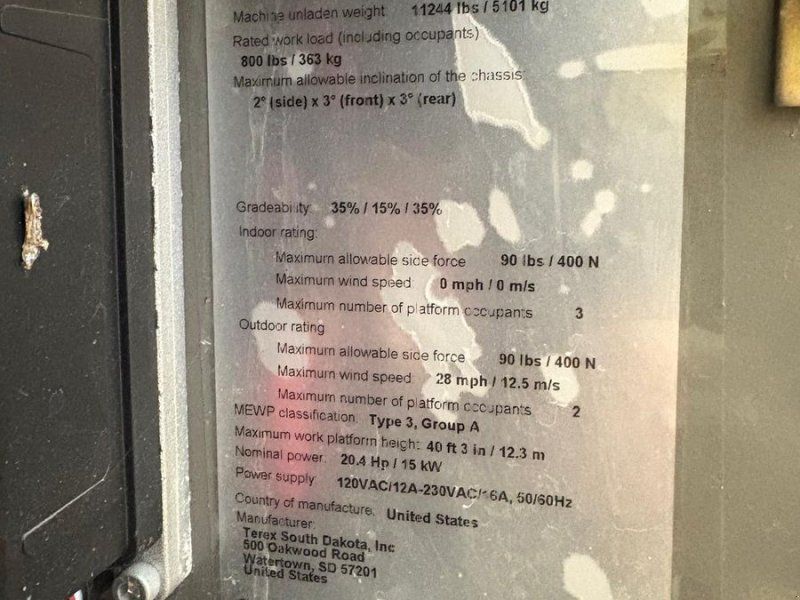 Machine unladen weight 11244 lbs / 5101 kg
Rated work load (including occupants)
800 lbs / 363 kg
Maximum allowable inclination of the chassis:
2° (side) x 3° (front) x 3° (rear)
Gradeability: 35% / 15% / 35%
Indoor rating:
Maximum allowable side force 90 lbs / 400 N
Maximum wind speed 0 mph / 0 m/s
Maximum number of platform occupants 3
Outdoor rating
Maximum allowable side force 90 lbs / 400 N
Maximum wind speed 28 mph / 12.5 m/s
Maximum number of platform occupants 2
MEWP classification Type 3, Group A
Maximum work platform height: 40 ft 3 in / 12.3 m
Nominal power: 20.4 Hp / 15 kW
Power supply 120VAC/12A-230VAC/16A, 50/60Hz
Country of manufacture: United States
Manufacturer:
Terex South Dakota, Inc
500 Oakwood Road
Watertown, SD 57201
United States